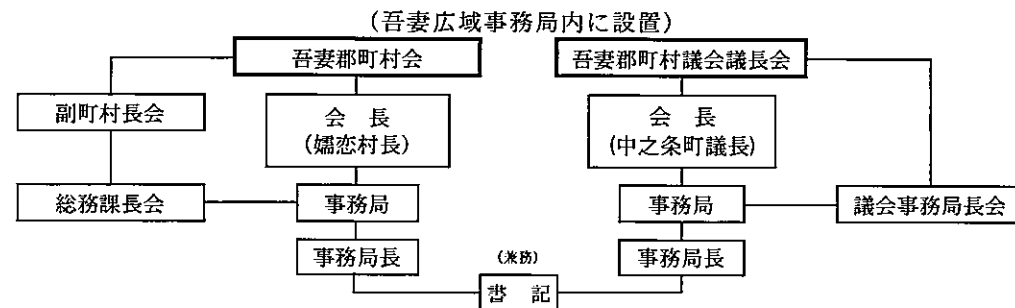 (吾妻広域事務局内に設置)
吾妻郡町村会 吾妻郡町村議会議長会
副町村長会
会 長
(嬬恋村長)
会 長
(中之条町議長)
総務課長会 事務局 事務局 議会事務局長会
事務局長 (兼務) 事務局長
書 記